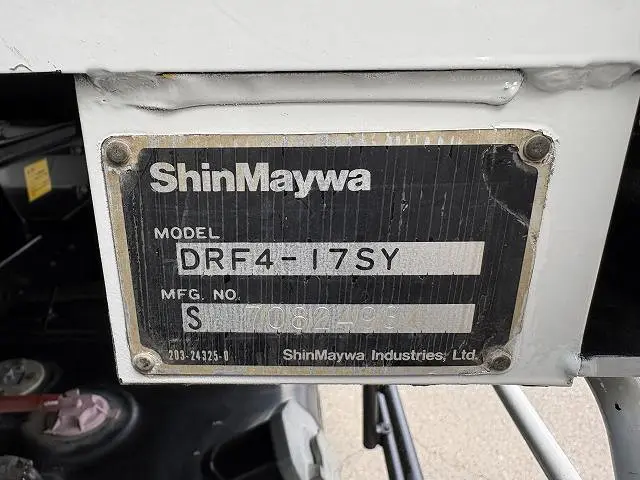 ShinMaywa
MODEL
DRF4-17SY
MFG. NO.
S
203-24325-0
ShinMaywa Industries, Ltd.